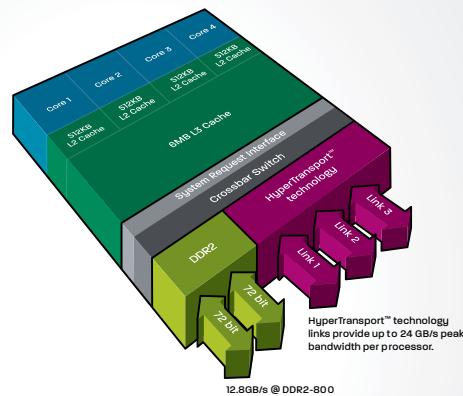 Core 1
Core 2
Core 3
Core 4
512KB
L2 Cache
512KB
L2 Cache
512KB
L2 Cache
512KB
L2 Cache
6MB L3 Cache
System Request Interface
Crossbar Switch
DDR2
HyperTransport™
technology
72 bit
72 bit
Link 1
Link 2
Link 3
HyperTransport™ technology
links provide up to 24 GB/s peak
bandwidth per processor.
12.8GB/s @ DDR2-800